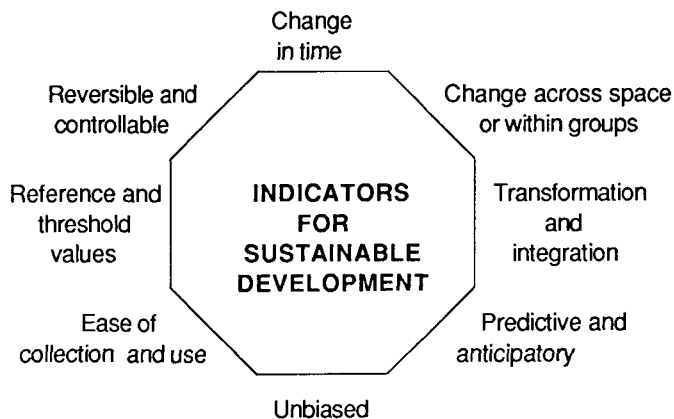 Change
in time
Reversible and
controllable
Change across space
or within groups
Reference and
threshold
values
INDICATORS
FOR
SUSTAINABLE
DEVELOPMENT
Transformation
and
integration
Ease of
collection and use
Predictive and
anticipatory
Unbiased